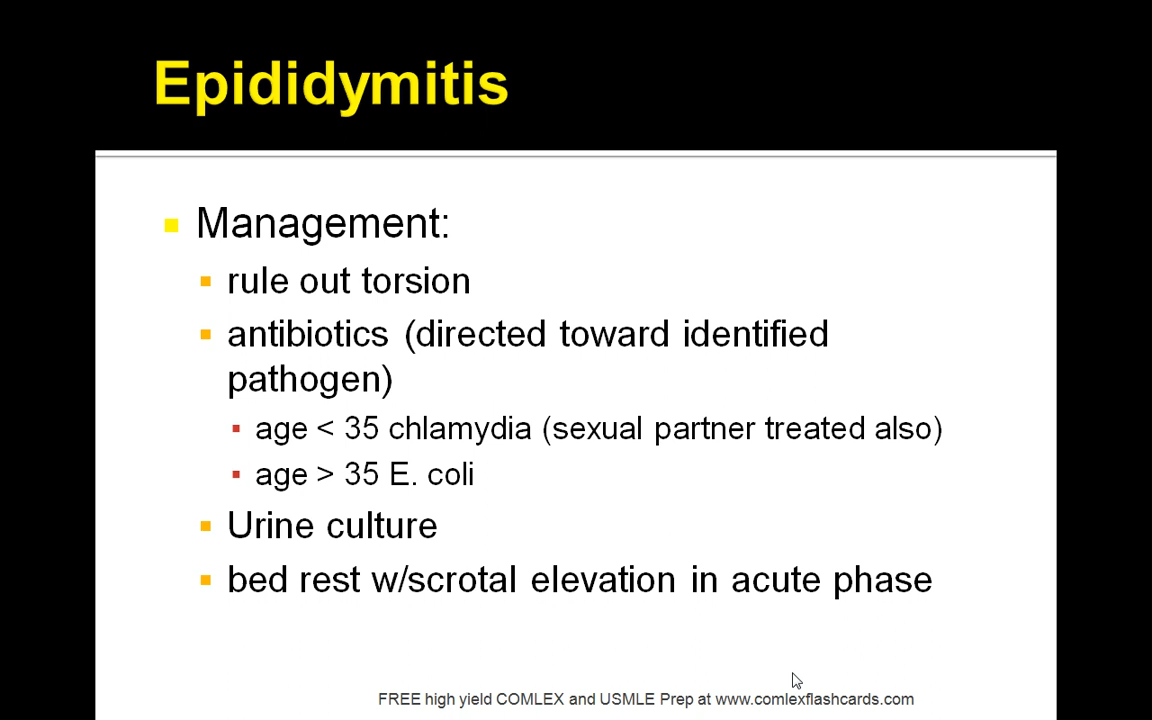 Epididymitis
Management:
rule out torsion
antibiotics (directed toward identified
pathogen)
age < 35 chlamydia (sexual partner treated also)
age > 35 E. coli
Urine culture
bed rest w/scrotal elevation in acute phase
FREE high yield COMLEX and USMLE Prep at www.comlexflashcards.com